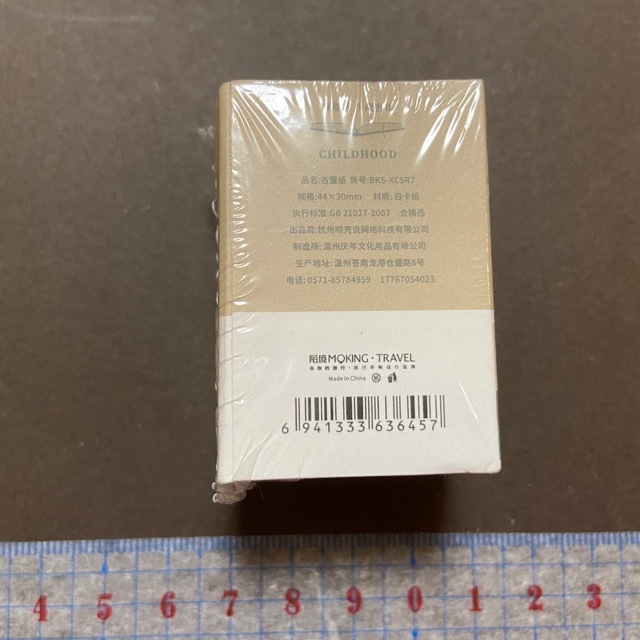 CHILDHOOD
品名:古董纸 货号:BKS-XCSR7
规格:44×30mm 材质:白卡纸
执行标准:GB 21027-2007 合格品
出品商:杭州呗壳说网络科技有限公司
制造商:温州庆年文化用品有限公司
生产地址:温州苍南龙港仓盛路8号
电话:0571-85784959 17767054023
陌境MOKING·TRAVEL
Made in China
6 941333 636457
4 5 6 7 8 9 10 1 2 3